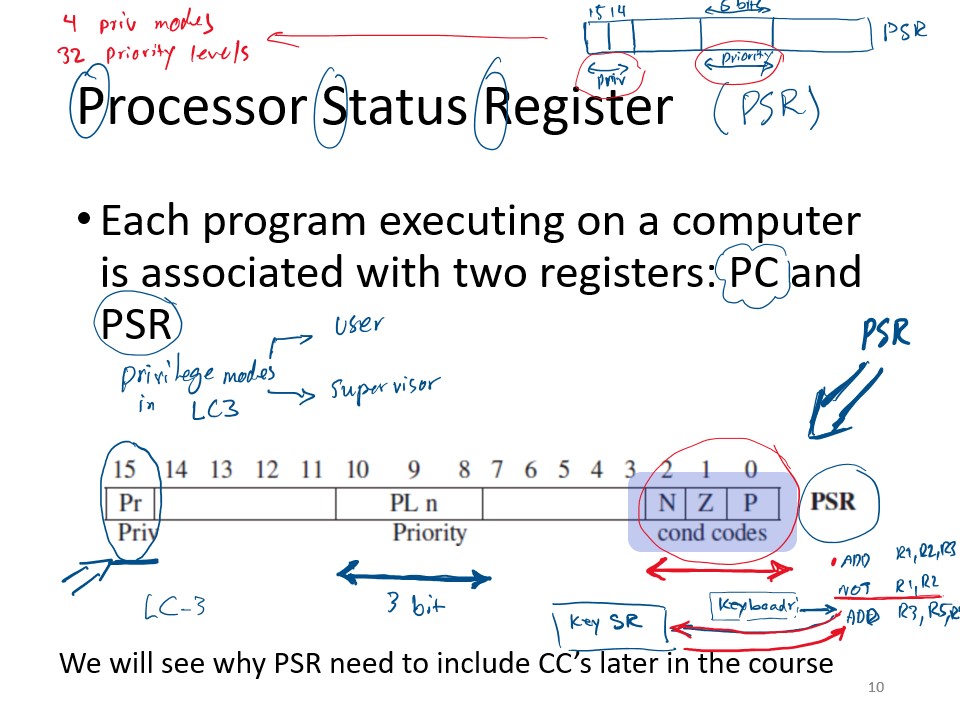 4 priv modes
32 priority levels
15 14
PSR
priv
priority
Processor Status Register (PSR)
• Each program executing on a computer
is associated with two registers: PC and
PSR
user
privilege modes
in LC3
supervisor
PSR
15 14 13 12 11 10 9 8 7 6 5 4 3 2 1 0
Pr PL n N Z P PSR
Priv Priority cond codes
LC-3
3 bit
ADD R1, R2, R3
NOT R1, R2
ADD R3, R5,
Key SR
We will see why PSR need to include CC's later in the course
10